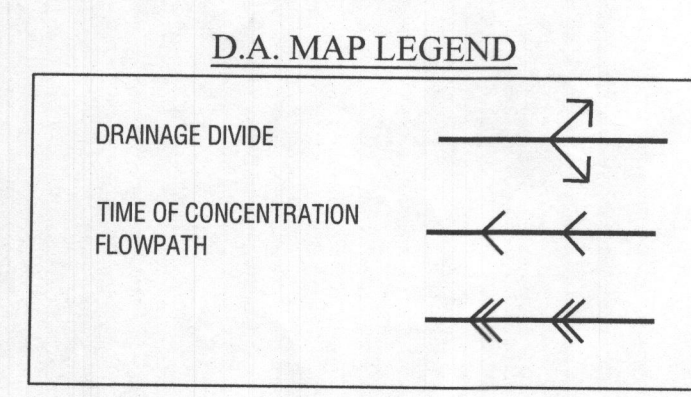 D.A. MAP LEGEND
DRAINAGE DIVIDE
TIME OF CONCENTRATION
FLOWPATH